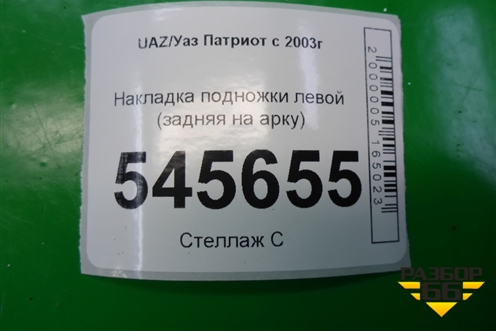 UAZ/Уаз Патриот с 2003г
Накладка подножки левой
(задняя на арку)
545655
Стеллаж С
2000005165023
РАЗБОР
66